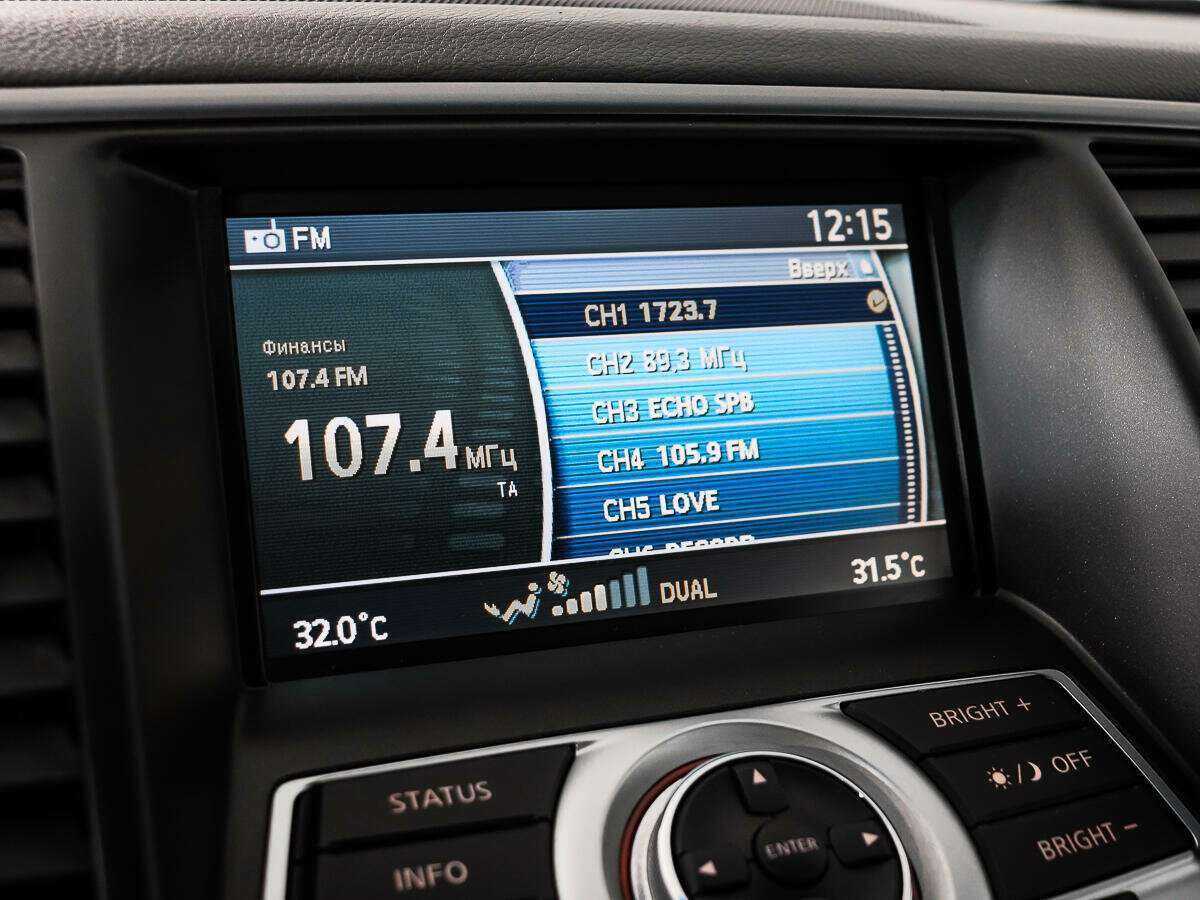 FM 12:15
Вверх
Финансы
107.4 FM
107.4 МГц
TA
CH1 1723.7
CH2 89,3 МГц
CH3 ECHO SPB
CH4 105.9 FM
CH5 LOVE
CH6 RECORD
32.0°C DUAL 31.5°C
STATUS
INFO
ENTER
BRIGHT +
/ OFF
BRIGHT −